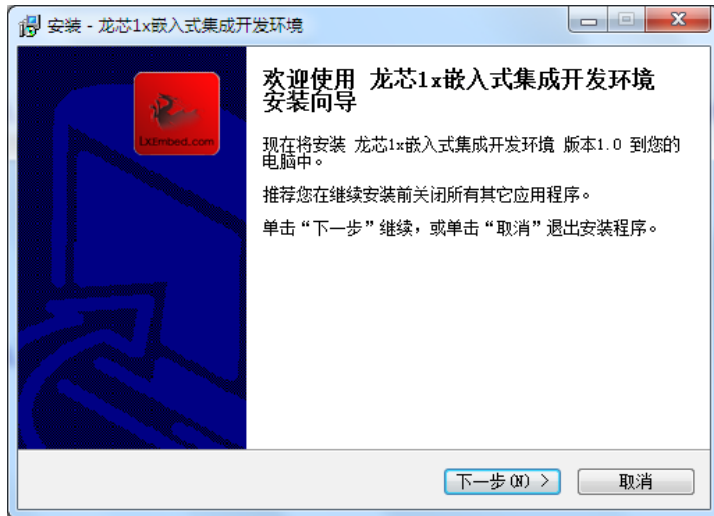 安装 - 龙芯1x嵌入式集成开发环境
LXEmbed.com
欢迎使用 龙芯1x嵌入式集成开发环境
安装向导
现在将安装 龙芯1x嵌入式集成开发环境 版本1.0 到您的
电脑中。
推荐您在继续安装前关闭所有其它应用程序。
单击“下一步”继续，或单击“取消”退出安装程序。
下一步(N) >
取消